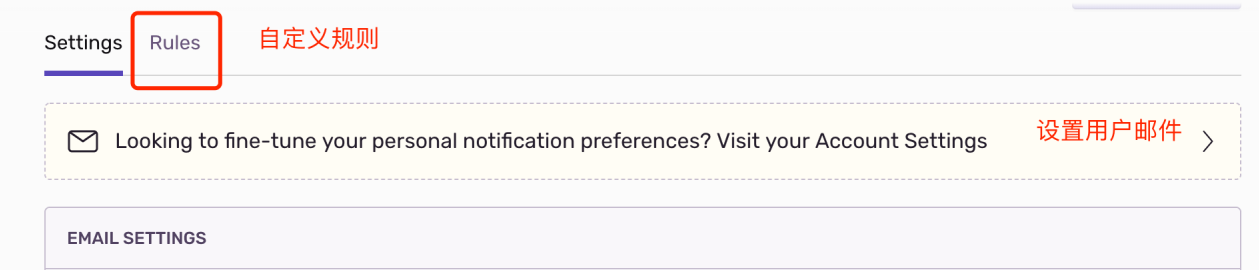 Settings Rules 自定义规则
Looking to fine-tune your personal notification preferences? Visit your Account Settings 设置用户邮件
EMAIL SETTINGS